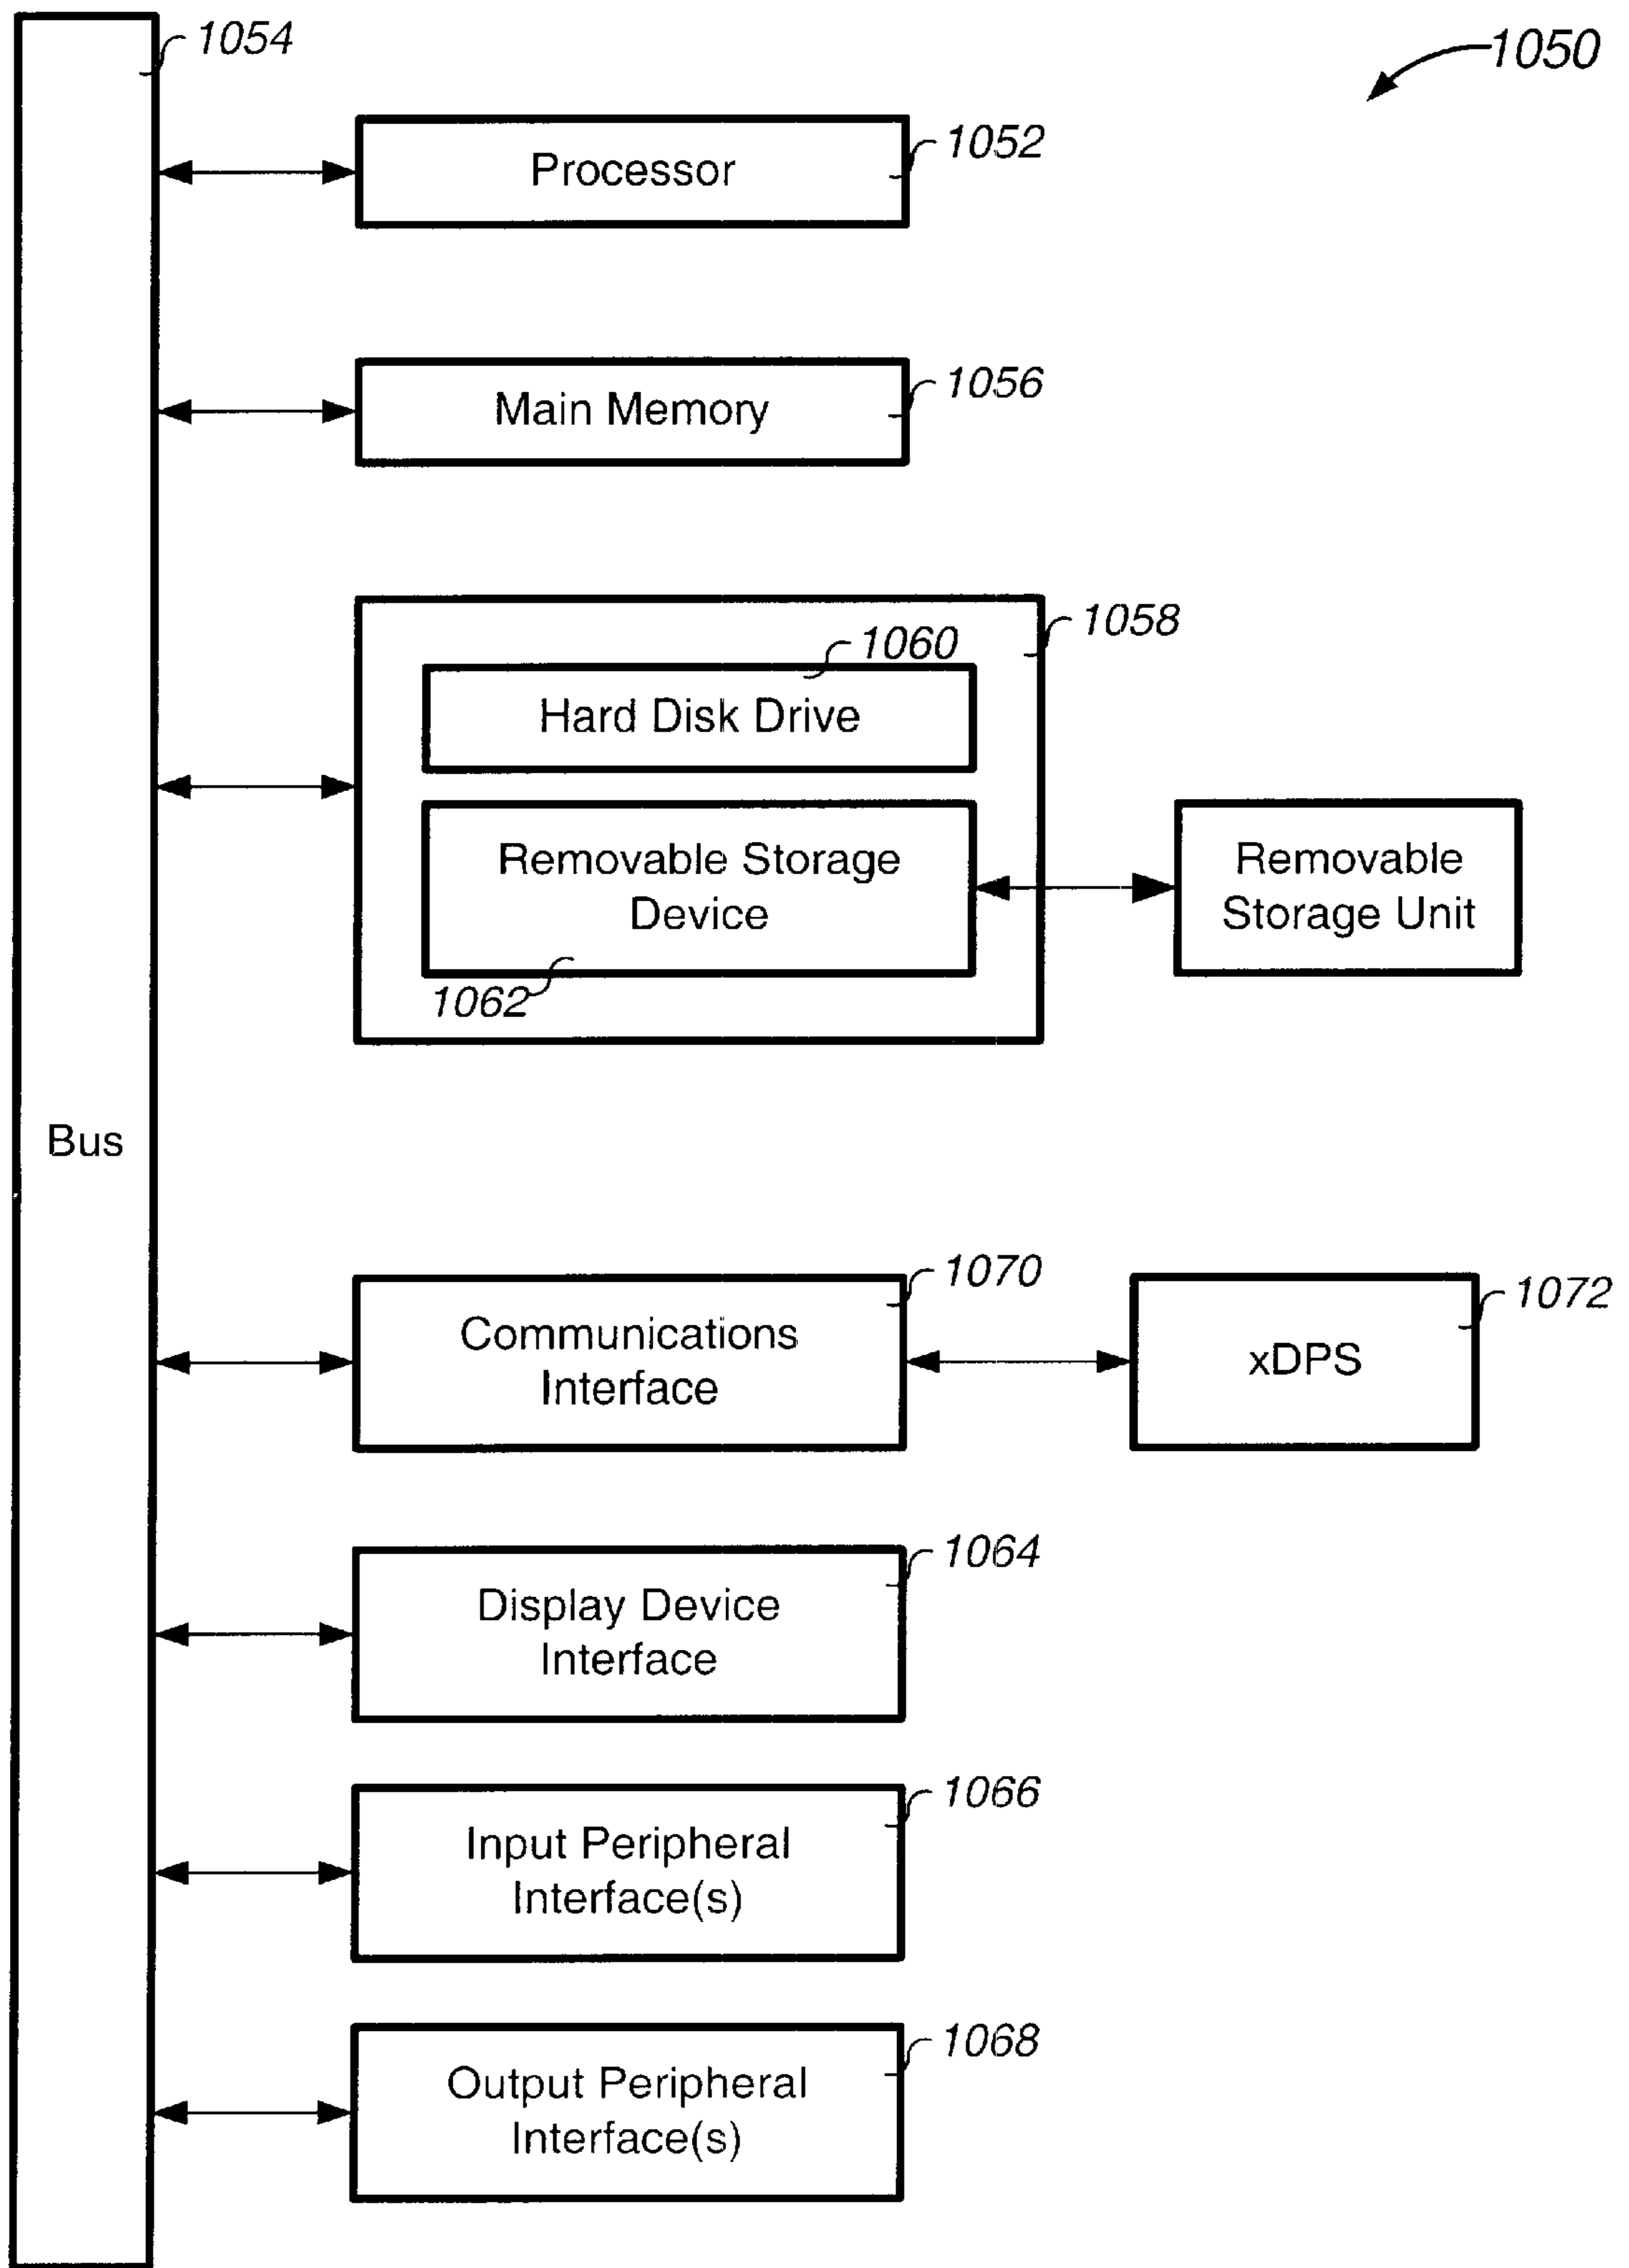 1054
1050
1052
Processor
1056
Main Memory
1058
1060
Hard Disk Drive
Removable Storage
Device
1062
Removable
Storage Unit
Bus
1070
Communications
Interface
1072
xDPS
1064
Display Device
Interface
1066
Input Peripheral
Interface(s)
1068
Output Peripheral
Interface(s)